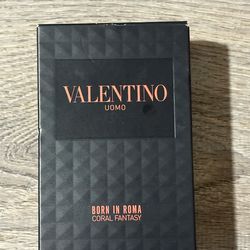 VALENTINO
UOMO
BORN IN ROMA
CORAL FANTASY